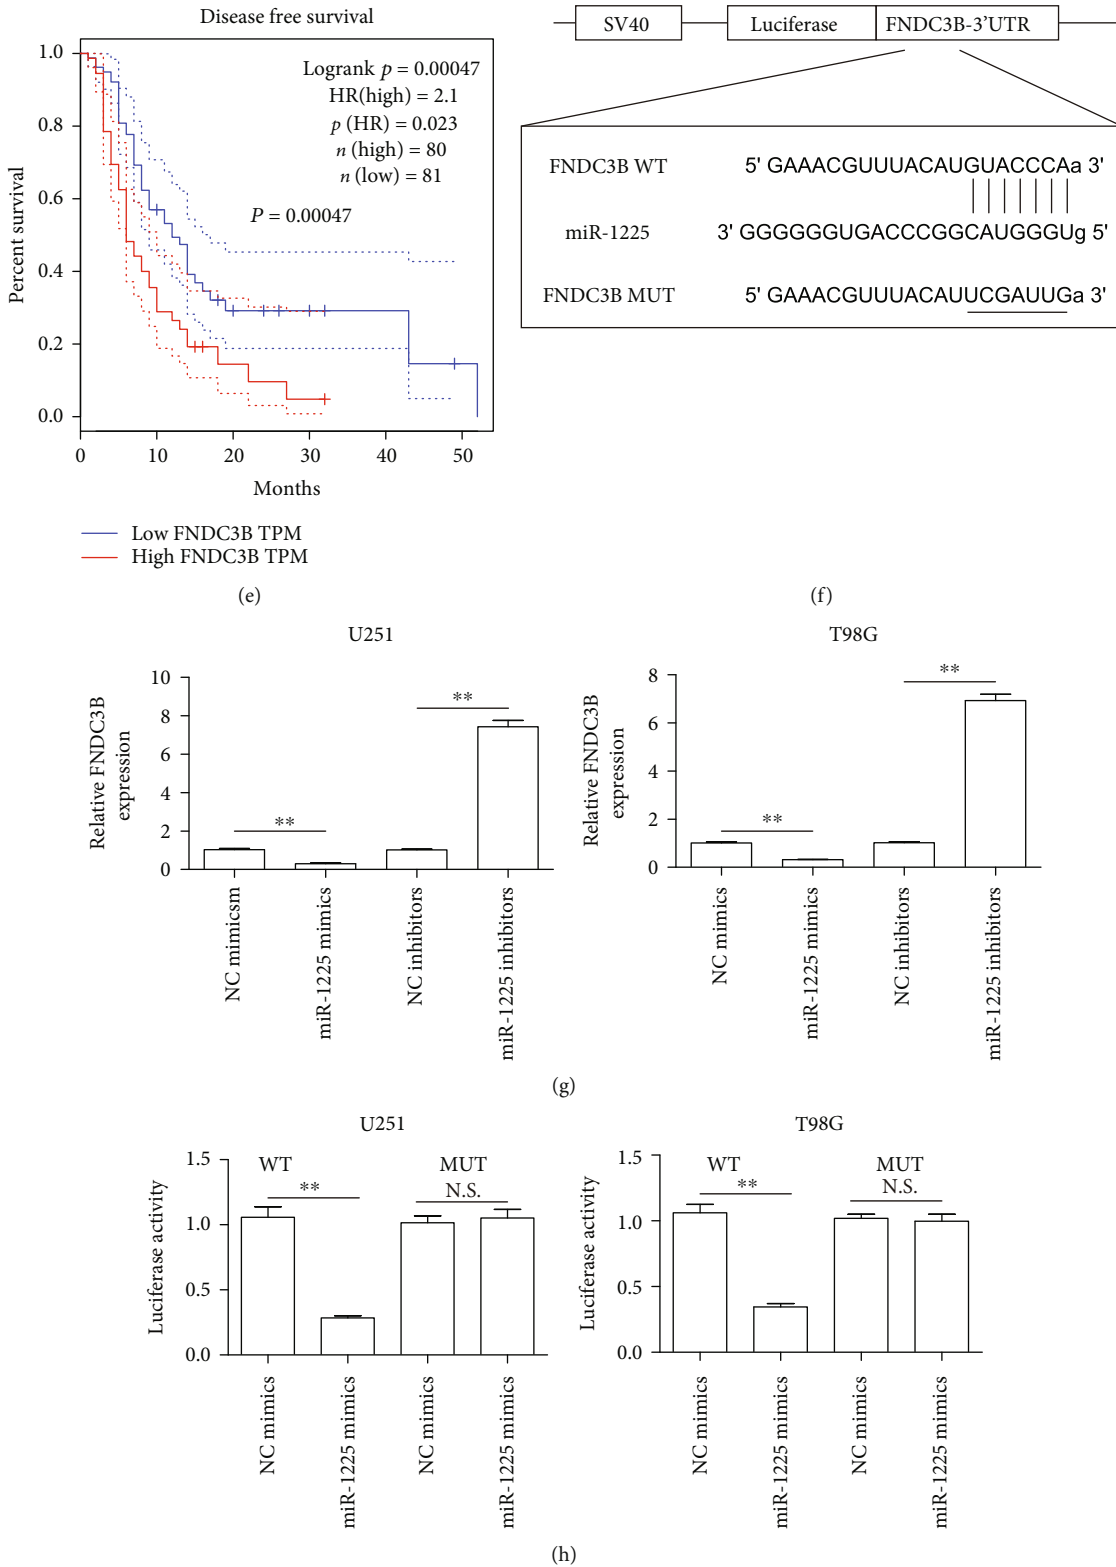 Disease free survival
Percent survival
1.0
0.8
0.6
0.4
0.2
0.0
Logrank p = 0.00047
HR(high) = 2.1
p (HR) = 0.023
n (high) = 80
n (low) = 81
P = 0.00047
0 10 20 30 40 50
Months
Low FNDC3B TPM
High FNDC3B TPM
(e)
SV40 Luciferase FNDC3B-3'UTR
FNDC3B WT 5' GAAACGUUUACAUGUACCCAa 3'
miR-1225 3' GGGGGGUGACCCGGCAUGGGUg 5'
FNDC3B MUT 5' GAAACGUUUACAUUCGAUUGa 3'
(f)
U251
Relative FNDC3B
expression
10
8
6
4
2
0
**
**
NC mimicsm
miR-1225 mimics
NC inhibitors
miR-1225 inhibitors
T98G
Relative FNDC3B
expression
8
6
4
2
0
**
**
NC mimics
miR-1225 mimics
NC inhibitors
miR-1225 inhibitors
(g)
U251
Luciferase activity
1.5
1.0
0.5
0.0
WT
**
MUT
N.S.
NC mimics
miR-1225 mimics
NC mimics
miR-1225 mimics
T98G
Luciferase activity
1.5
1.0
0.5
0.0
WT
**
MUT
N.S.
NC mimics
miR-1225 mimics
NC mimics
miR-1225 mimics
(h)